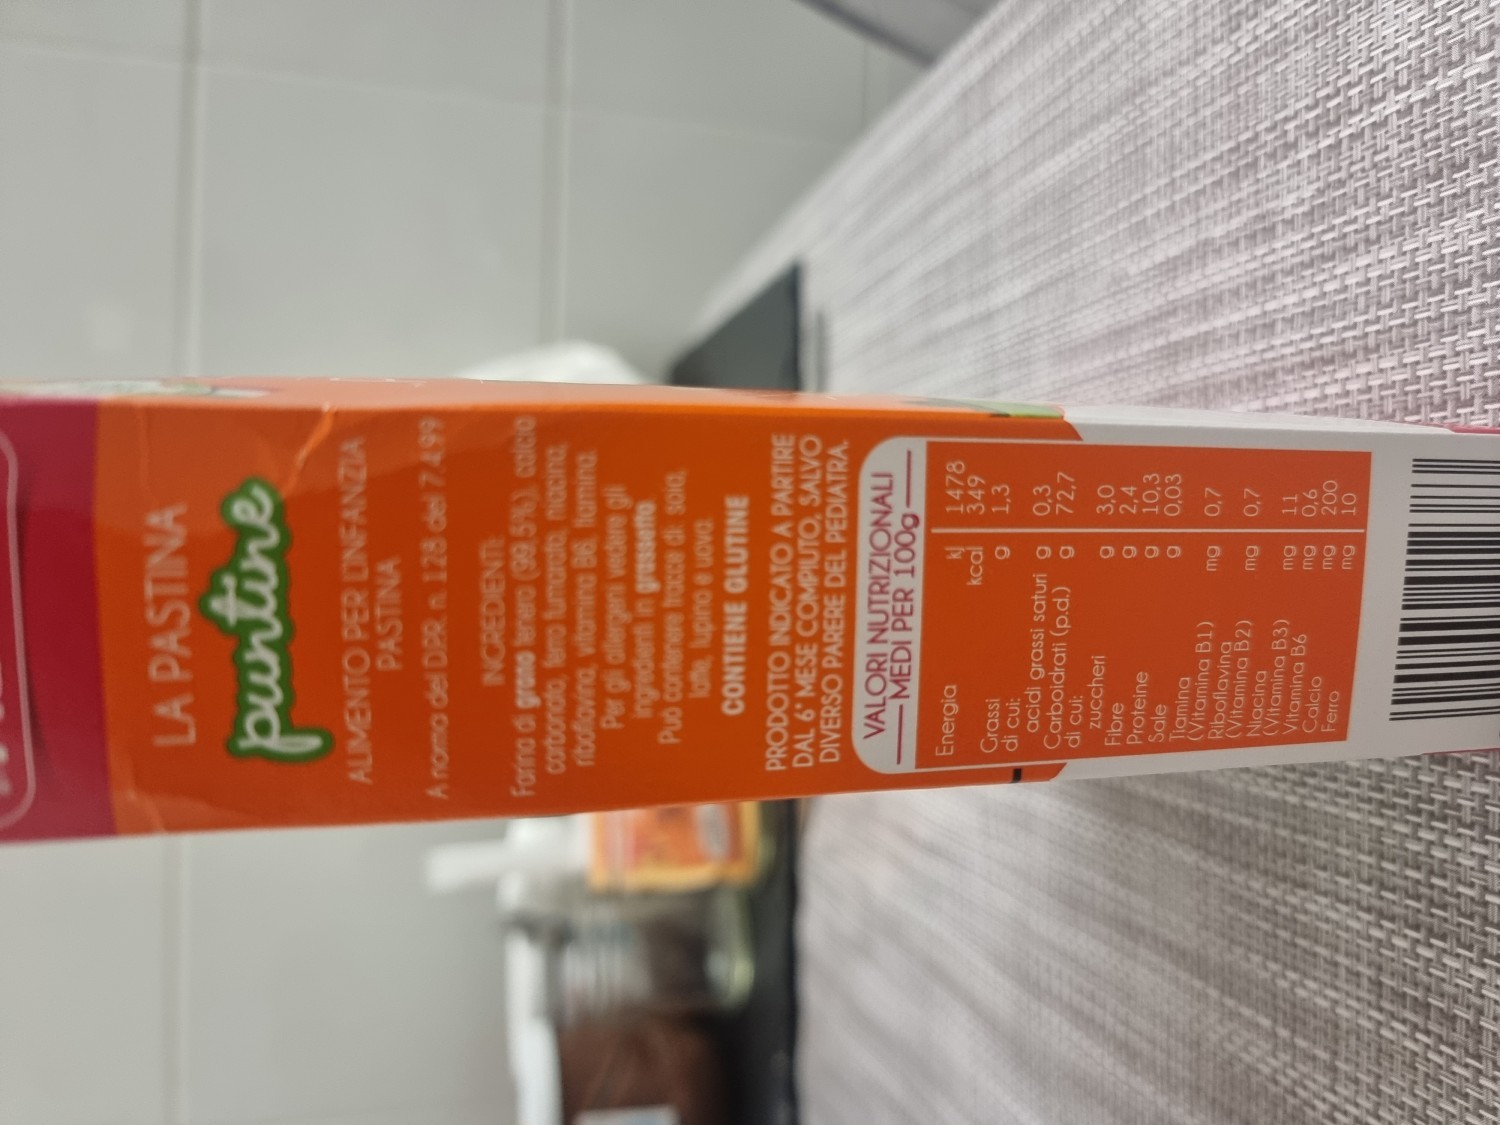 LA PASTINA
puntine
ALIMENTO PER L'INFANZIA
PASTINA
A norma del D.P.R. n. 128 del 7.4.99
INGREDIENTI:
Farina di grano tenero (99,5%), calcio
carbonato, ferro fumarato, niacina,
riboflavina, vitamina B6, tiamina.
Per gli allergeni vedere gli
ingredienti in grassetto.
Può contenere tracce di: soia,
latte, lupino e uova.
CONTIENE GLUTINE
PRODOTTO INDICATO A PARTIRE
DAL 6° MESE COMPIUTO, SALVO
DIVERSO PARERE DEL PEDIATRA.
VALORI NUTRIZIONALI
MEDI PER 100g
Energia kJ 1478
kcal 349
Grassi g 1,3
di cui:
acidi grassi saturi g 0,3
Carboidrati (p.d.) g 72,7
di cui:
zuccheri g 3,0
Fibre g 2,4
Proteine g 10,3
Sale g 0,03
Tiamina
(Vitamina B1) mg 0,7
Riboflavina
(Vitamina B2) mg 0,7
Niacina
(Vitamina B3) mg 11
Vitamina B6 mg 0,6
Calcio mg 200
Ferro mg 10